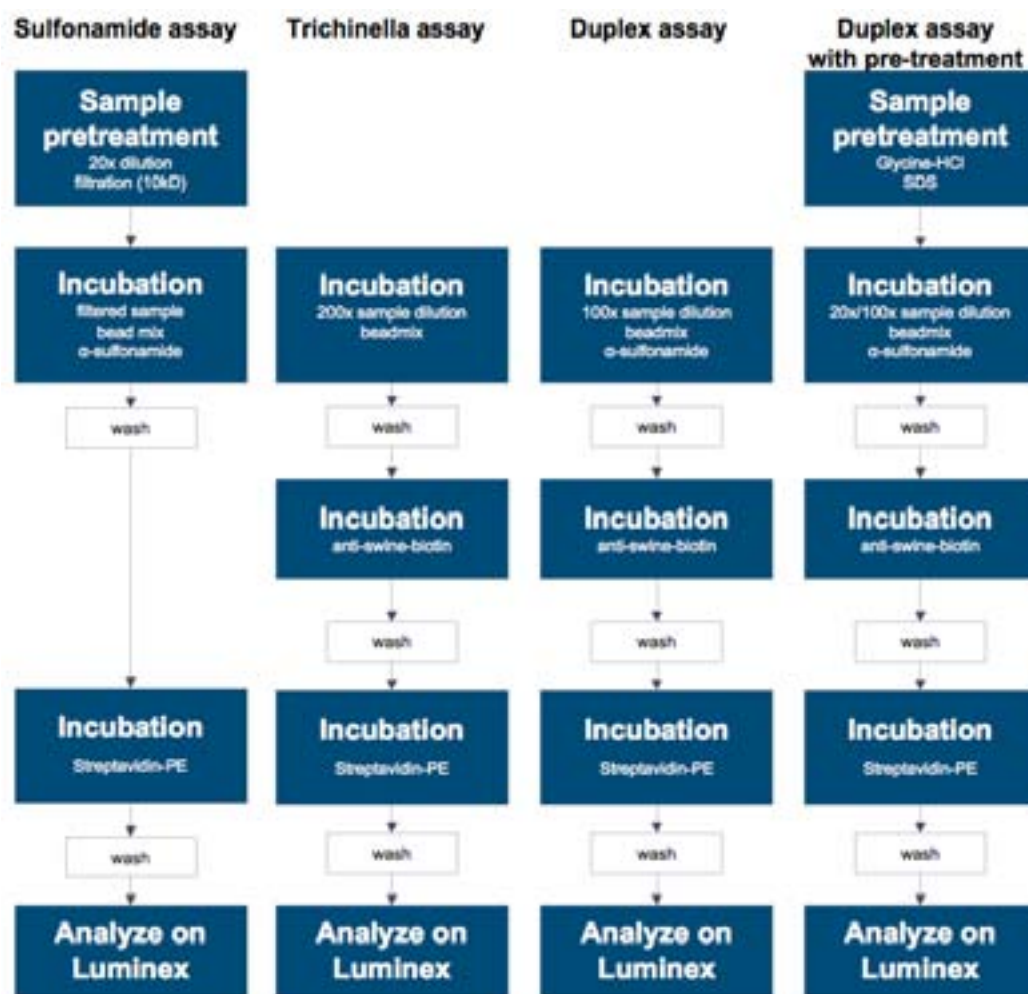 Sulfonamide assay
Sample
pretreatment
20x dilution
filtration (10kD)
Incubation
filtered sample
bead mix
α-sulfonamide
wash
Incubation
Streptavidin-PE
wash
Analyze on
Luminex
Trichinella assay
Incubation
200x sample dilution
beadmix
wash
Incubation
anti-swine-biotin
wash
Incubation
Streptavidin-PE
wash
Analyze on
Luminex
Duplex assay
Incubation
100x sample dilution
beadmix
α-sulfonamide
wash
Incubation
anti-swine-biotin
wash
Incubation
Streptavidin-PE
wash
Analyze on
Luminex
Duplex assay
with pre-treatment
Sample
pretreatment
Glycine-HCl
SDS
Incubation
20x/100x sample dilution
beadmix
α-sulfonamide
wash
Incubation
anti-swine-biotin
wash
Incubation
Streptavidin-PE
wash
Analyze on
Luminex